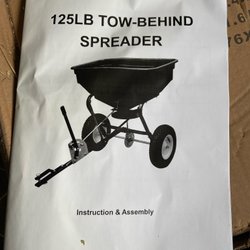 125LB TOW-BEHIND
SPREADER
Instruction & Assembly